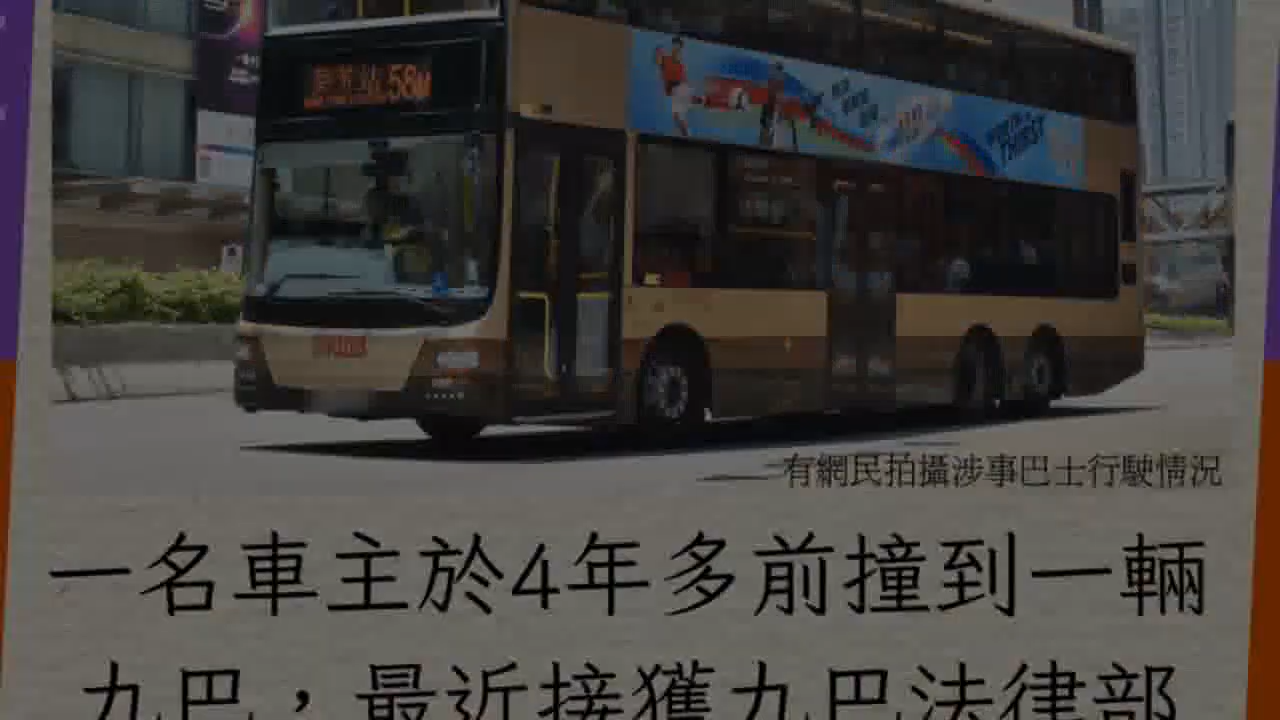 58M
THIRST
有網民拍攝涉事巴士行駛情況
一名車主於4年多前撞到一輛
九巴，最近接獲九巴法律部